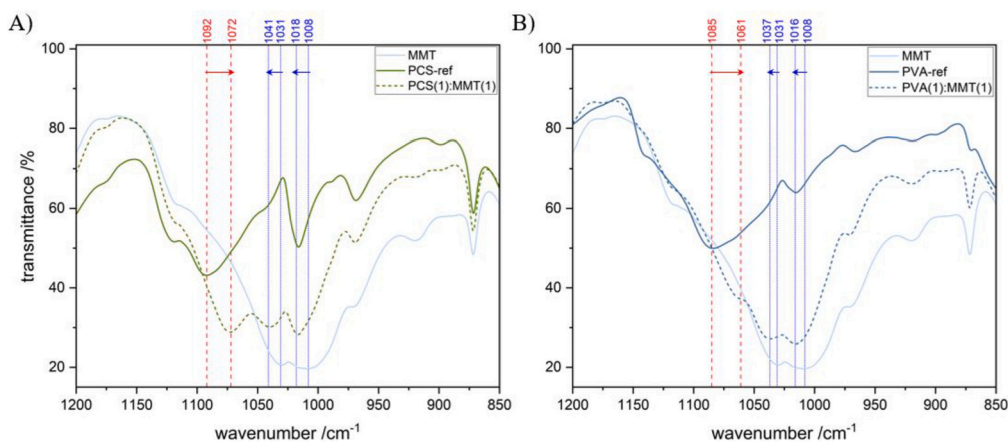 A)
1092
1072
1041
1031
1018
1008
MMT
PCS-ref
PCS(1):MMT(1)
100
80
60
40
20
transmittance /%
1200 1150 1100 1050 1000 950 900 850
wavenumber /cm⁻¹
B)
1085
1061
1037
1031
1016
1008
MMT
PVA-ref
PVA(1):MMT(1)
100
80
60
40
20
1200 1150 1100 1050 1000 950 900 850
wavenumber /cm⁻¹